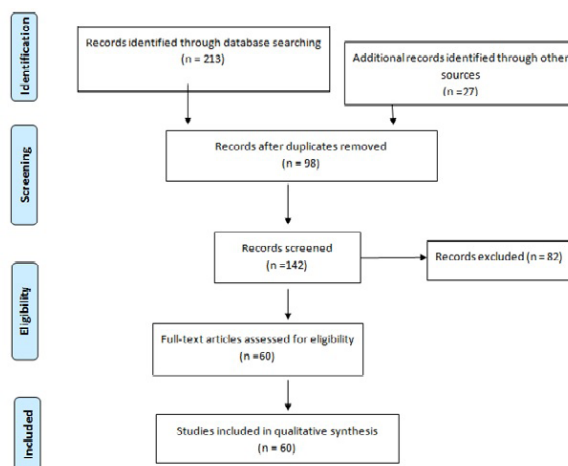 Identification
Records identified through database searching
(n = 213)
Additional records identified through other
sources
(n =27)
Screening
Records after duplicates removed
(n = 98)
Records screened
(n =142)
Records excluded (n = 82)
Eligibility
Full-text articles assessed for eligibility
(n =60)
Included
Studies included in qualitative synthesis
(n = 60)